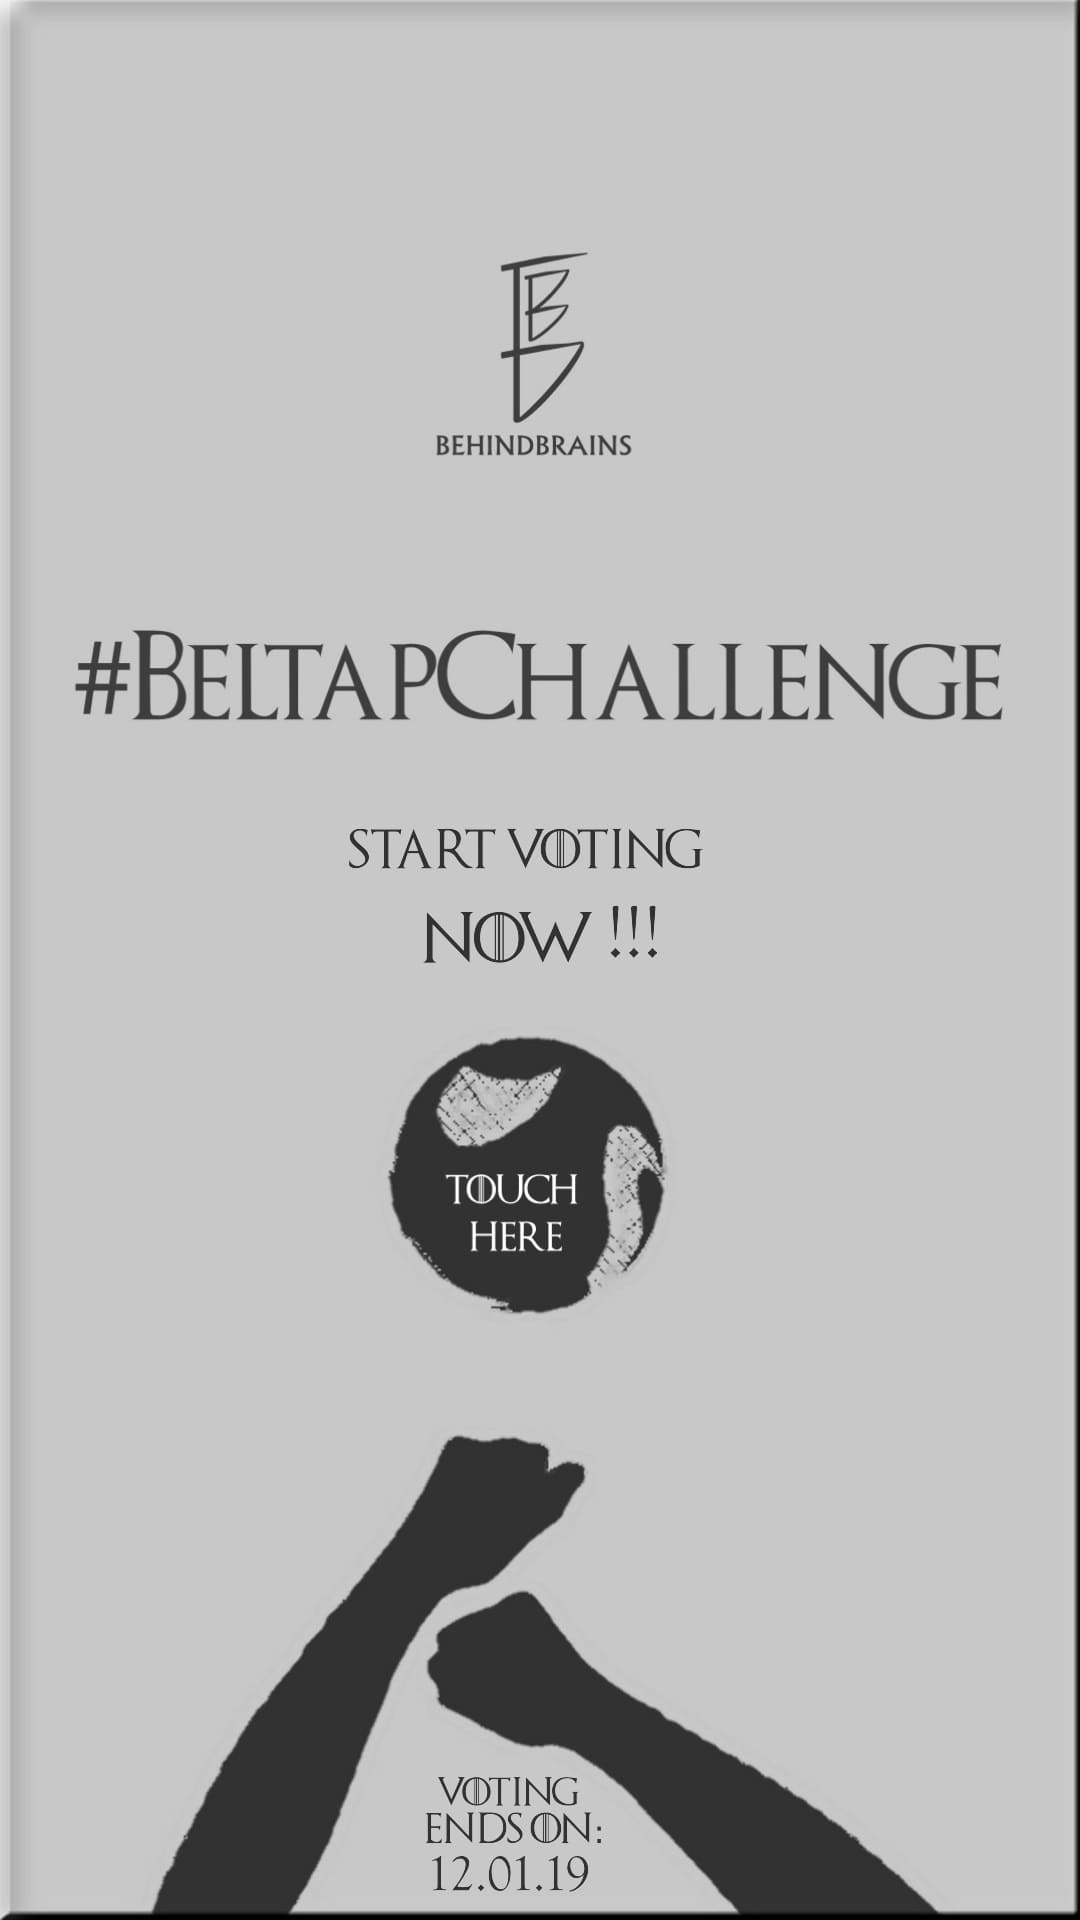 BEHINDBRAINS
#BELTAPCHALLENGE
START VOTING
NOW !!!
TOUCH
HERE
VOTING
ENDS ON:
12.01.19